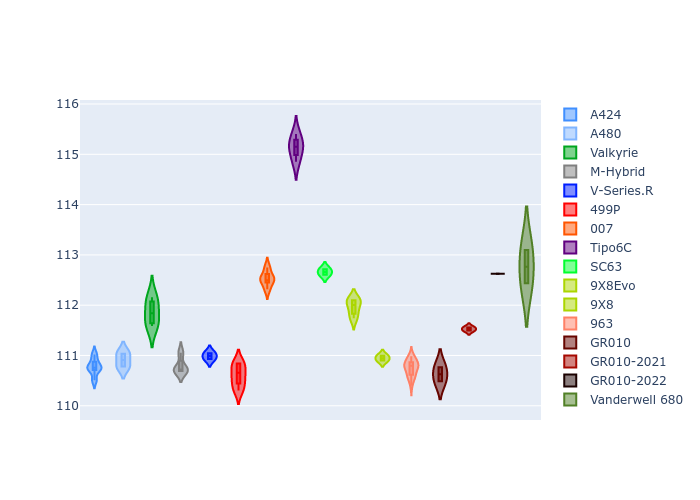 116
115
114
113
112
111
110
A424
A480
Valkyrie
M-Hybrid
V-Series.R
499P
007
Tipo6C
SC63
9X8Evo
9X8
963
GR010
GR010-2021
GR010-2022
Vanderwell 680